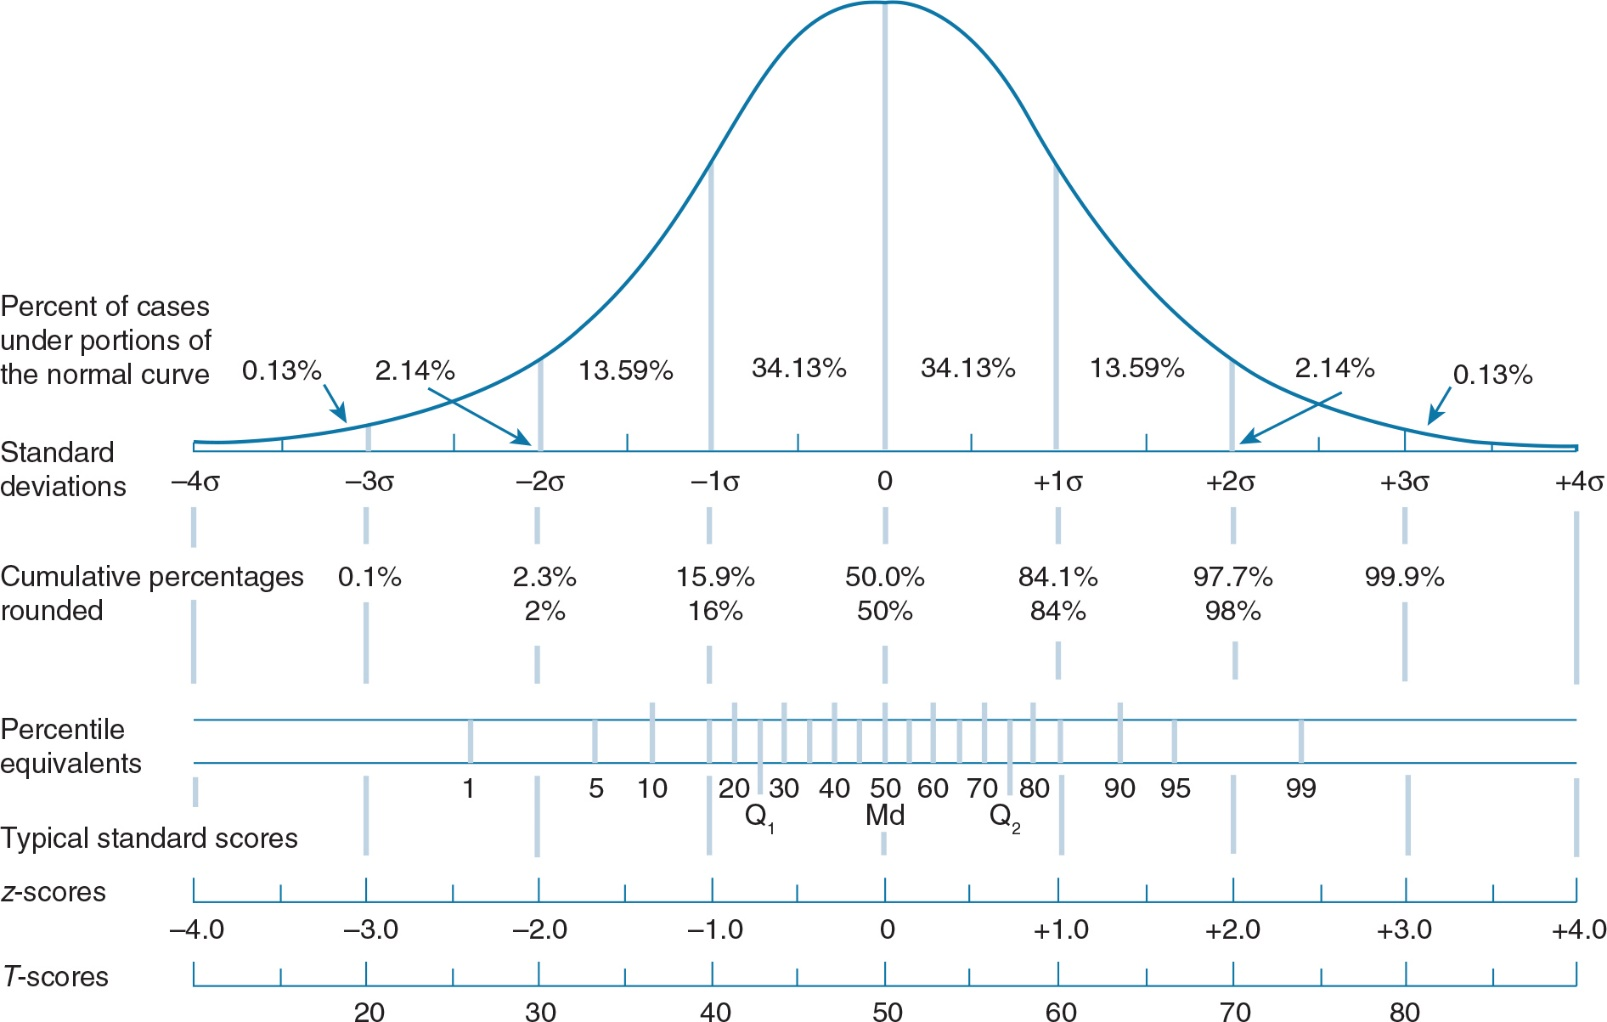 Percent of cases
under portions of
the normal curve
0.13% 2.14% 13.59% 34.13% 34.13% 13.59% 2.14% 0.13%
Standard
deviations
–4σ –3σ –2σ –1σ 0 +1σ +2σ +3σ +4σ
Cumulative percentages 0.1% 2.3% 15.9% 50.0% 84.1% 97.7% 99.9%
rounded 2% 16% 50% 84% 98%
Percentile
equivalents
1 5 10 20 30 40 50 60 70 80 90 95 99
Q1 Md Q2
Typical standard scores
z-scores
–4.0 –3.0 –2.0 –1.0 0 +1.0 +2.0 +3.0 +4.0
T-scores
20 30 40 50 60 70 80